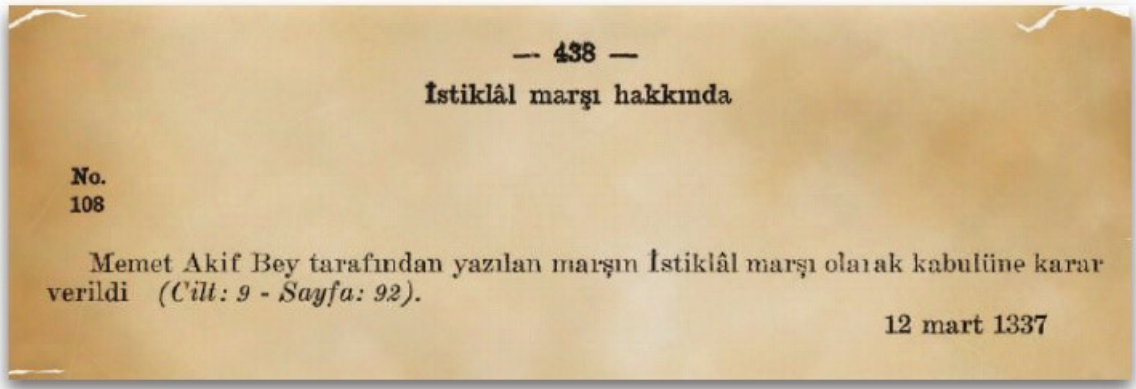 — 438 —
İstiklâl marşı hakkında
No.
108
Memet Akif Bey tarafından yazılan marşın İstiklâl marşı olarak kabulüne karar
verildi (Cilt: 9 - Sayfa: 92).
12 mart 1337